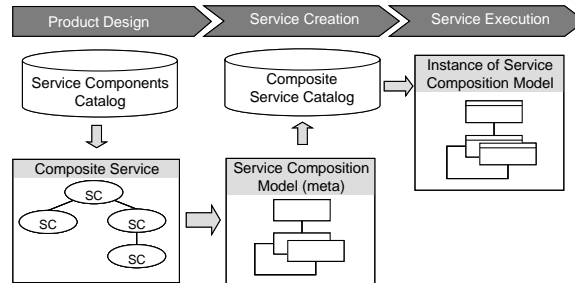 Product Design
Service Creation
Service Execution
Service Components
Catalog
Composite
Service Catalog
Instance of Service
Composition Model
Composite Service
SC
SC
SC
SC
Service Composition
Model (meta)